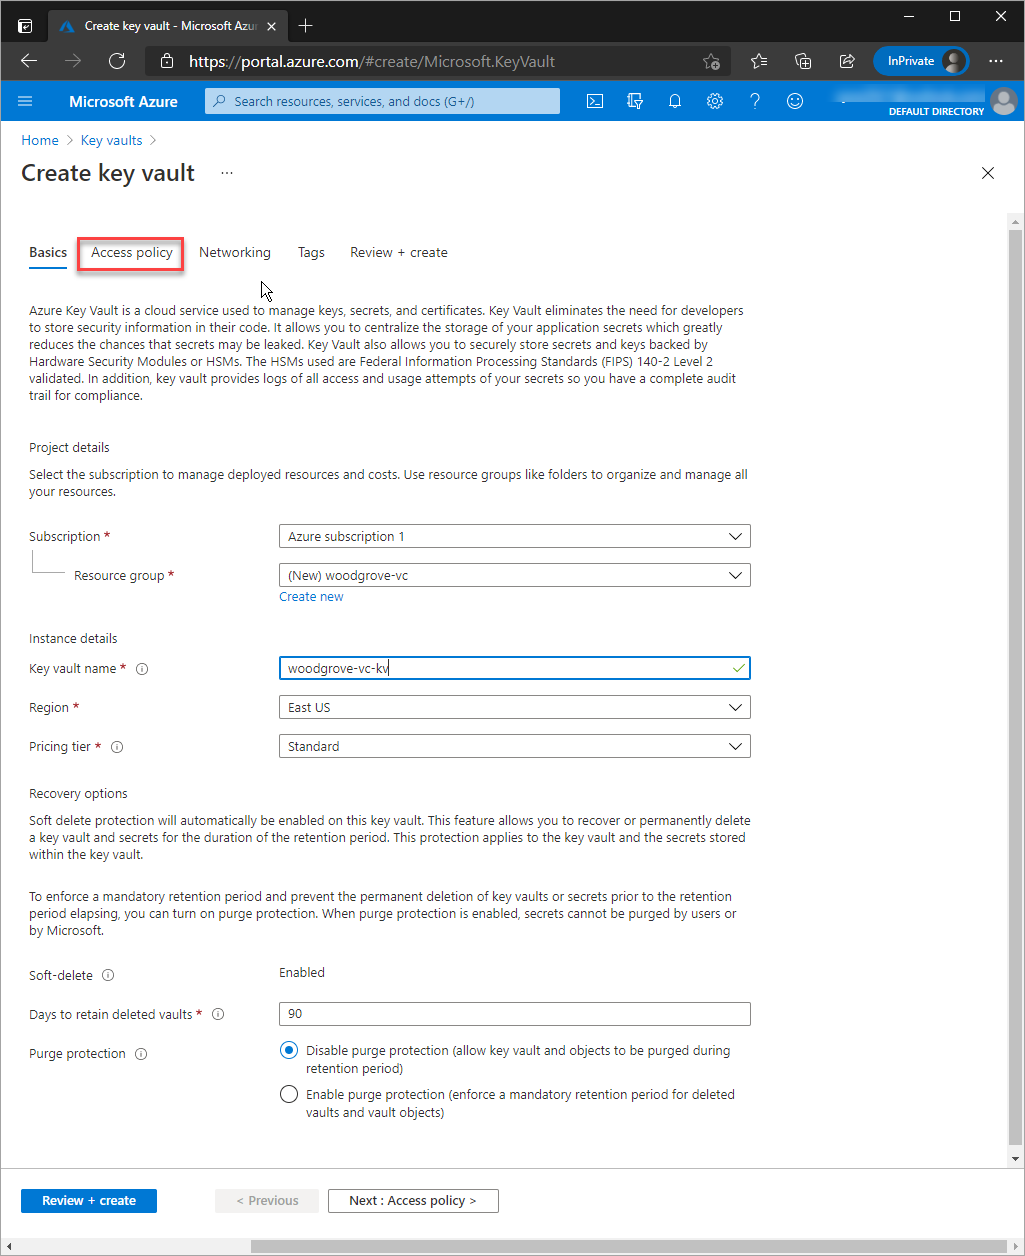 Create key vault - Microsoft Azur
https://portal.azure.com/#create/Microsoft.KeyVault
InPrivate
Microsoft Azure
Search resources, services, and docs (G+/)
DEFAULT DIRECTORY
Home > Key vaults >
Create key vault ...
Basics Access policy Networking Tags Review + create
Azure Key Vault is a cloud service used to manage keys, secrets, and certificates. Key Vault eliminates the need for developers
to store security information in their code. It allows you to centralize the storage of your application secrets which greatly
reduces the chances that secrets may be leaked. Key Vault also allows you to securely store secrets and keys backed by
Hardware Security Modules or HSMs. The HSMs used are Federal Information Processing Standards (FIPS) 140-2 Level 2
validated. In addition, key vault provides logs of all access and usage attempts of your secrets so you have a complete audit
trail for compliance.
Project details
Select the subscription to manage deployed resources and costs. Use resource groups like folders to organize and manage all
your resources.
Subscription * Azure subscription 1
Resource group * (New) woodgrove-vc
Create new
Instance details
Key vault name * woodgrove-vc-kv
Region * East US
Pricing tier * Standard
Recovery options
Soft delete protection will automatically be enabled on this key vault. This feature allows you to recover or permanently delete
a key vault and secrets for the duration of the retention period. This protection applies to the key vault and the secrets stored
within the key vault.
To enforce a mandatory retention period and prevent the permanent deletion of key vaults or secrets prior to the retention
period elapsing, you can turn on purge protection. When purge protection is enabled, secrets cannot be purged by users or
by Microsoft.
Soft-delete Enabled
Days to retain deleted vaults * 90
Purge protection Disable purge protection (allow key vault and objects to be purged during
retention period)
Enable purge protection (enforce a mandatory retention period for deleted
vaults and vault objects)
Review + create < Previous Next : Access policy >